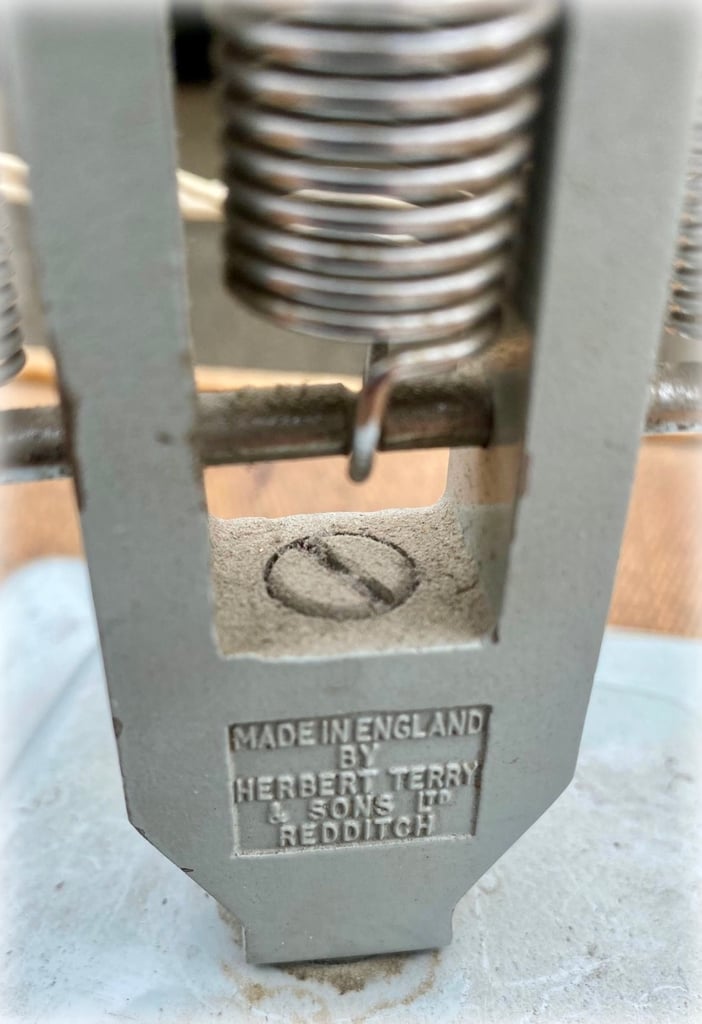 MADE IN ENGLAND
BY
HERBERT TERRY
& SONS LTD
REDDITCH